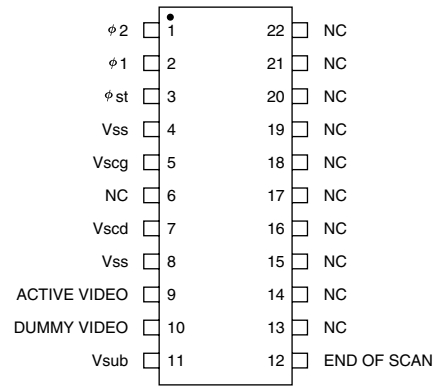 φ2 1 22 NC
φ1 2 21 NC
φst 3 20 NC
Vss 4 19 NC
Vscg 5 18 NC
NC 6 17 NC
Vscd 7 16 NC
Vss 8 15 NC
ACTIVE VIDEO 9 14 NC
DUMMY VIDEO 10 13 NC
Vsub 11 12 END OF SCAN